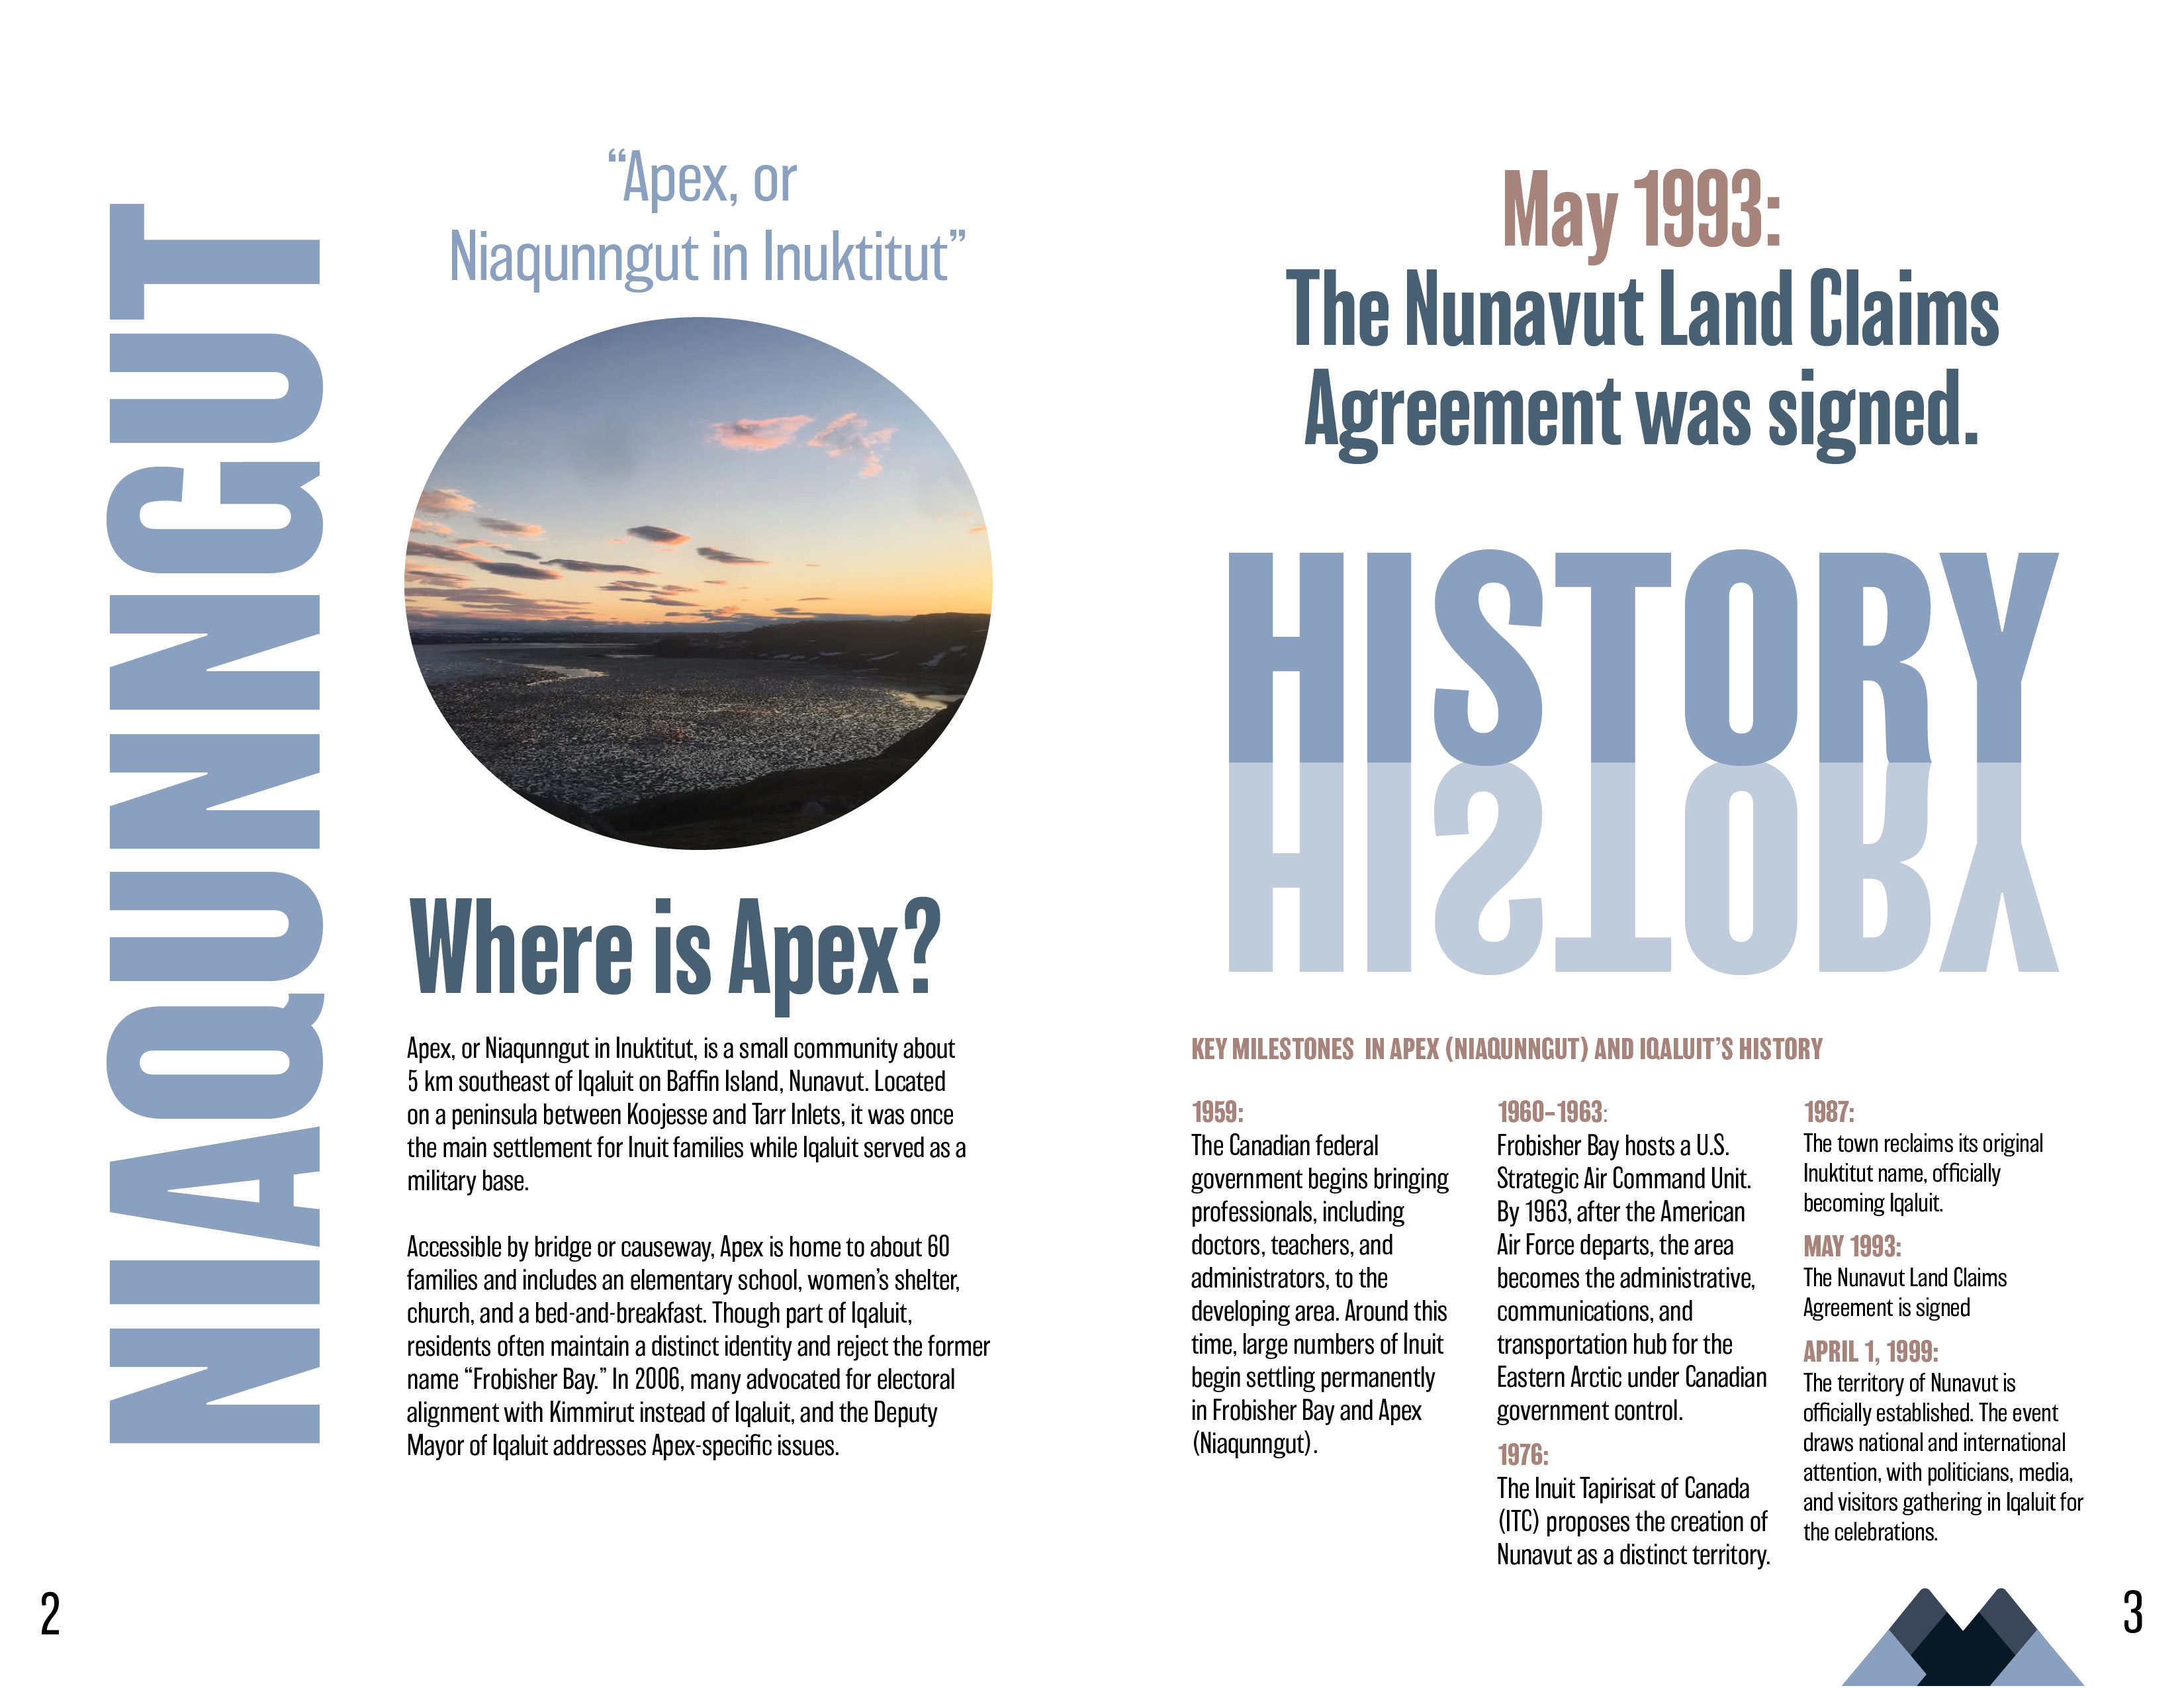 NIAQUNNGUT
“Apex, or
Niaqunngut in Inuktitut”
Where is Apex?
Apex, or Niaqunngut in Inuktitut, is a small community about
5 km southeast of Iqaluit on Baffin Island, Nunavut. Located
on a peninsula between Koojesse and Tarr Inlets, it was once
the main settlement for Inuit families while Iqaluit served as a
military base.
Accessible by bridge or causeway, Apex is home to about 60
families and includes an elementary school, women’s shelter,
church, and a bed-and-breakfast. Though part of Iqaluit,
residents often maintain a distinct identity and reject the former
name “Frobisher Bay.” In 2006, many advocated for electoral
alignment with Kimmirut instead of Iqaluit, and the Deputy
Mayor of Iqaluit addresses Apex-specific issues.
2
May 1993:
The Nunavut Land Claims
Agreement was signed.
HISTORY
HISTORY
KEY MILESTONES  IN APEX (NIAQUNNGUT) AND IQALUIT’S HISTORY
1959:
The Canadian federal
government begins bringing
professionals, including
doctors, teachers, and
administrators, to the
developing area. Around this
time, large numbers of Inuit
begin settling permanently
in Frobisher Bay and Apex
(Niaqunngut).
1960–1963:
Frobisher Bay hosts a U.S.
Strategic Air Command Unit.
By 1963, after the American
Air Force departs, the area
becomes the administrative,
communications, and
transportation hub for the
Eastern Arctic under Canadian
government control.
1976:
The Inuit Tapirisat of Canada
(ITC) proposes the creation of
Nunavut as a distinct territory.
1987:
The town reclaims its original
Inuktitut name, officially
becoming Iqaluit.
MAY 1993:
The Nunavut Land Claims
Agreement is signed
APRIL 1, 1999:
The territory of Nunavut is
officially established. The event
draws national and international
attention, with politicians, media,
and visitors gathering in Iqaluit for
the celebrations.
3